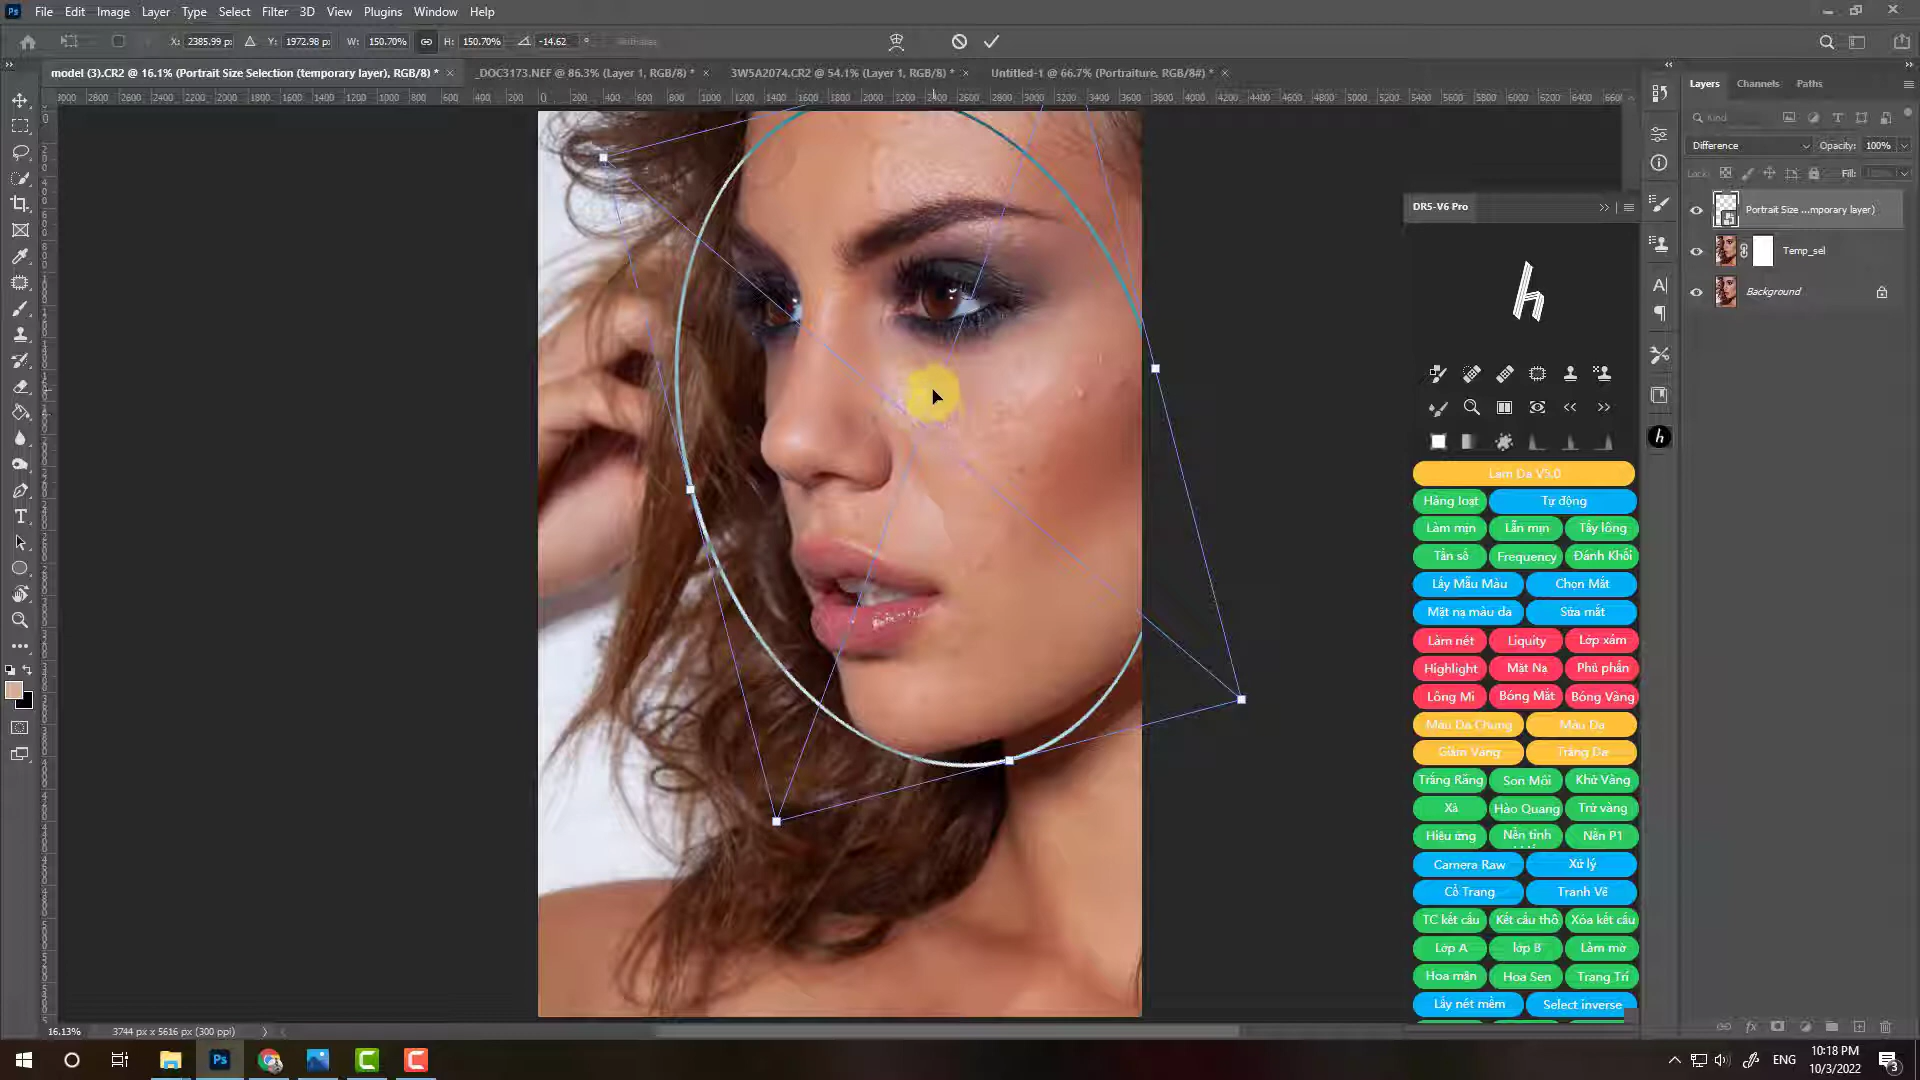 Ps File Edit Image Layer Type Select Filter 3D View Plugins Window Help
X: 2385.99 p: Y: 1972.98 p: W: 150.70% H: 150.70% -14.62 °
model (3).CR2 @ 16.1% (Portrait Size Selection (temporary layer), RGB/8) * × _DOC3173.NEF @ 86.3% (Layer 1, RGB/8) * × 3W5A2074.CR2 @ 54.1% (Layer 1, RGB/8) * × Untitled-1 @ 66.7% (Portraiture, RGB/8#) * ×
Layers Channels Paths
Kind
Difference Opacity: 100%
Lock: Fill:
Portrait Size ...mporary layer)
Temp_sel
Background
DR5-V6 Pro
h
Lam Da V5.0
Hàng loạt Tự động
Làm mịn Lẫn mịn Tẩy lông
Tần số Frequency Đánh Khối
Lấy Mẫu Màu Chọn Mắt
Mặt nạ màu da Sửa mắt
Làm nét Liquity Lớp xám
Highlight Mặt Nạ Phủ phấn
Lông Mi Bóng Mắt Bóng Vàng
Màu Da Chung Màu Da
Giảm Vàng Trắng Da
Trắng Răng Son Môi Khử Vàng
Xà Hào Quang Trừ vàng
Hiệu ứng Nền tinh Nền P1
Camera Raw Xử lý
Cổ Trang Tranh Vẽ
TC kết cấu Kết cấu thô Xóa kết cấu
Lớp A lớp B Làm mờ
Hoa mận Hoa Sen Trang Trí
Lấy nét mềm Select inverse
16.13% 3744 px x 5616 px (300 ppi)
ENG
10:18 PM
10/3/2022
3